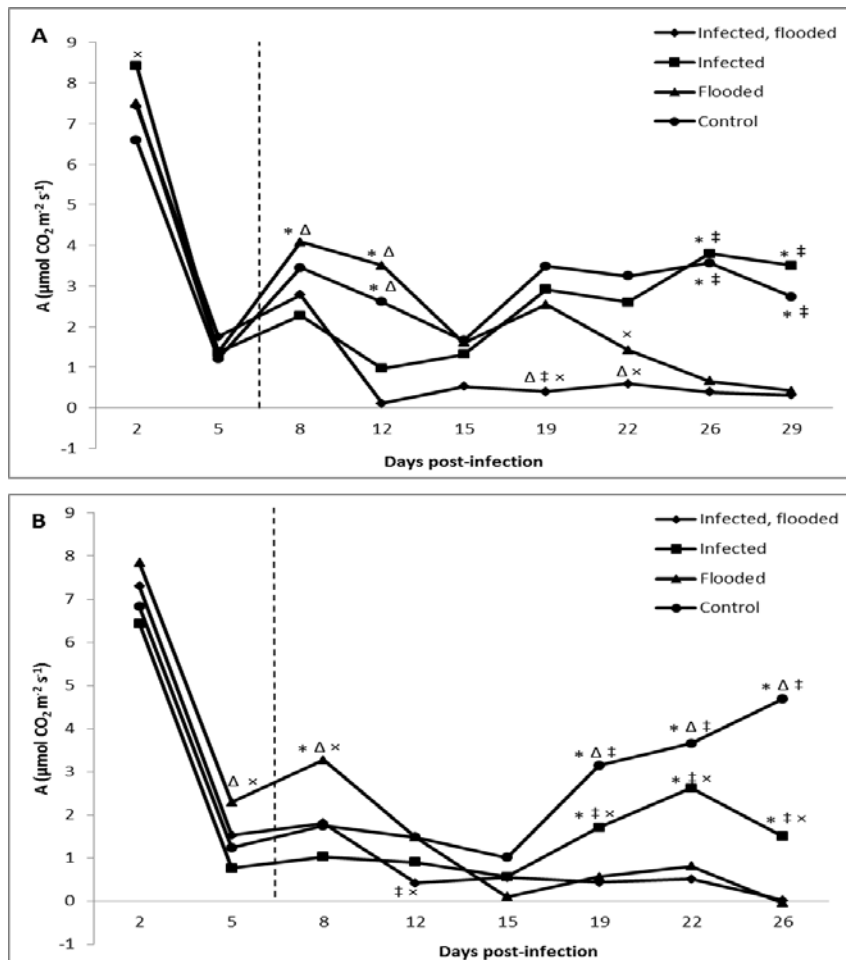 A
Infected, flooded
Infected
Flooded
Control
9
8
7
6
5
4
3
2
1
0
-1
A (µmol CO₂ m⁻² s⁻¹)
×
* Δ
* Δ
* Δ
Δ ‡ ×
×
Δ ×
* ‡
* ‡
* ‡
* ‡
2 5 8 12 15 19 22 26 29
Days post-infection
B
Infected, flooded
Infected
Flooded
Control
9
8
7
6
5
4
3
2
1
0
-1
A (µmol CO₂ m⁻² s⁻¹)
Δ ×
* Δ ×
‡ ×
* Δ ‡
* ‡ ×
* Δ ‡
* ‡ ×
* Δ ‡
* ‡ ×
2 5 8 12 15 19 22 26
Days post-infection